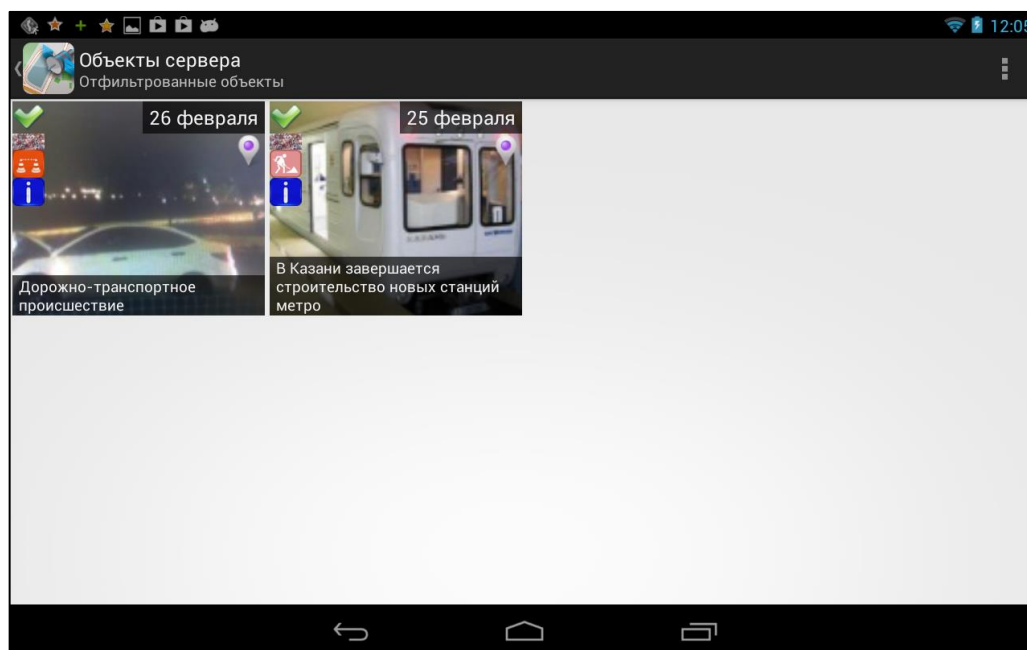 12:05
Объекты сервера
Отфильтрованные объекты
26 февраля
Дорожно-транспортное
происшествие
25 февраля
В Казани завершается
строительство новых станций
метро